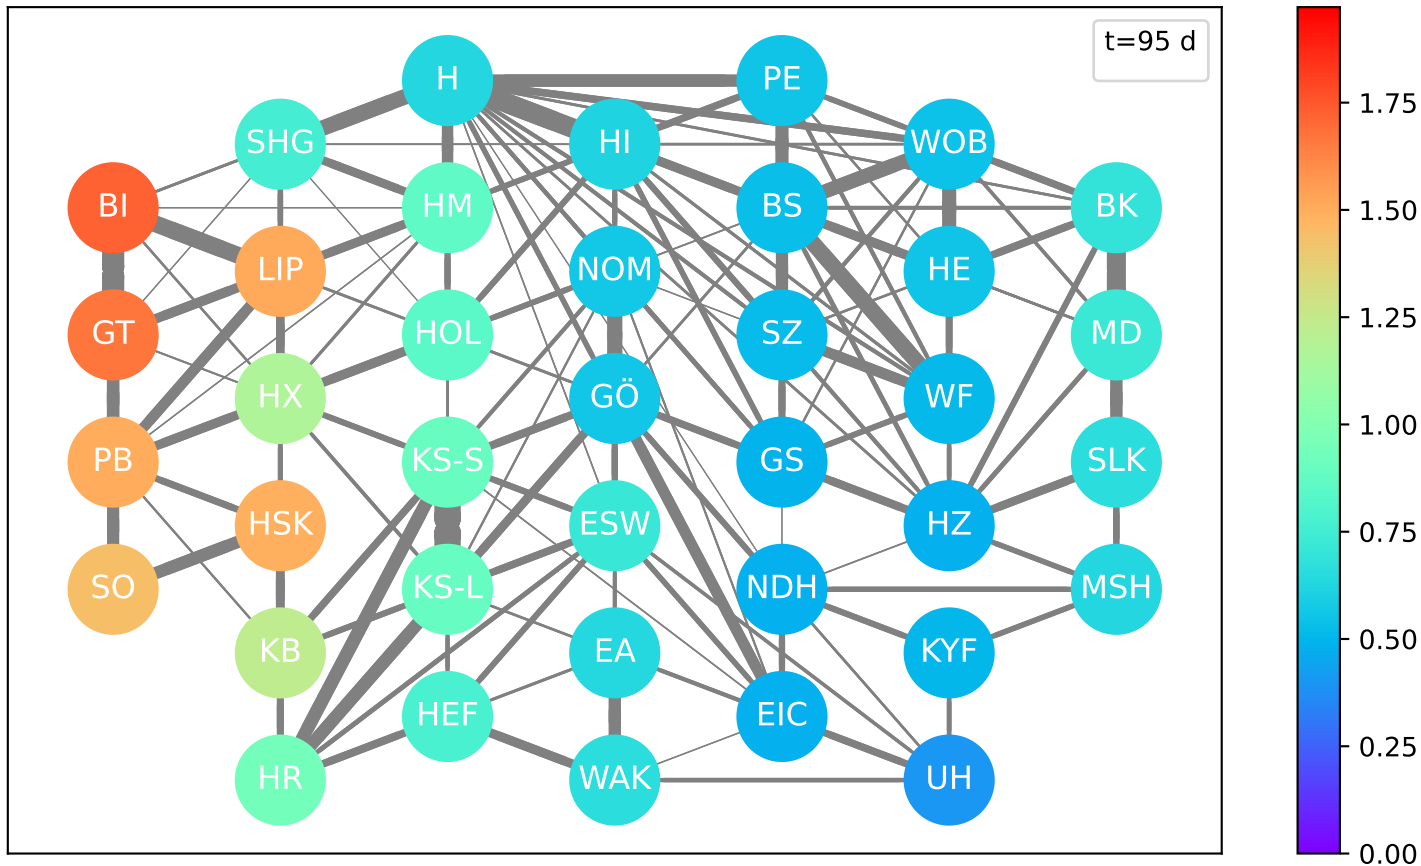 t=95 d
H
PE
SHG
HI
WOB
BI
HM
BS
BK
LIP
NOM
HE
GT
HOL
SZ
MD
HX
GÖ
WF
PB
KS-S
GS
SLK
HSK
ESW
HZ
SO
KS-L
NDH
MSH
KB
EA
KYF
HEF
EIC
HR
WAK
UH
1.75
1.50
1.25
1.00
0.75
0.50
0.25
0.00